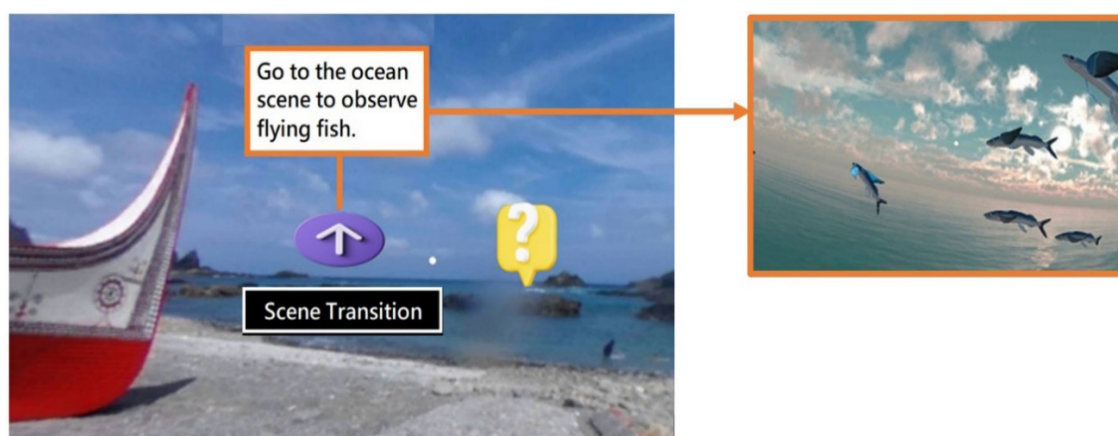 Go to the ocean
scene to observe
flying fish.
?
Scene Transition